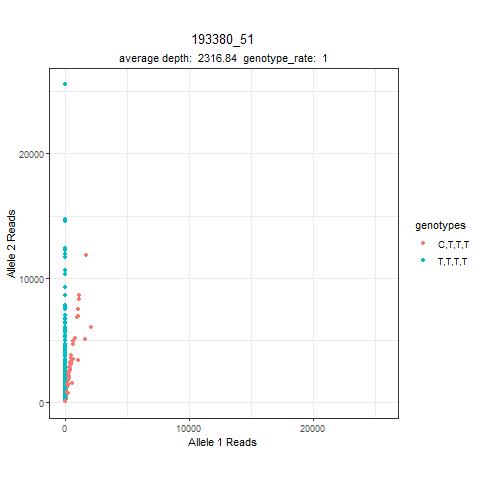 193380_51
average depth:  2316.84  genotype_rate:  1
Allele 2 Reads
20000
10000
0
0
10000
20000
Allele 1 Reads
genotypes
C,T,T,T
T,T,T,T